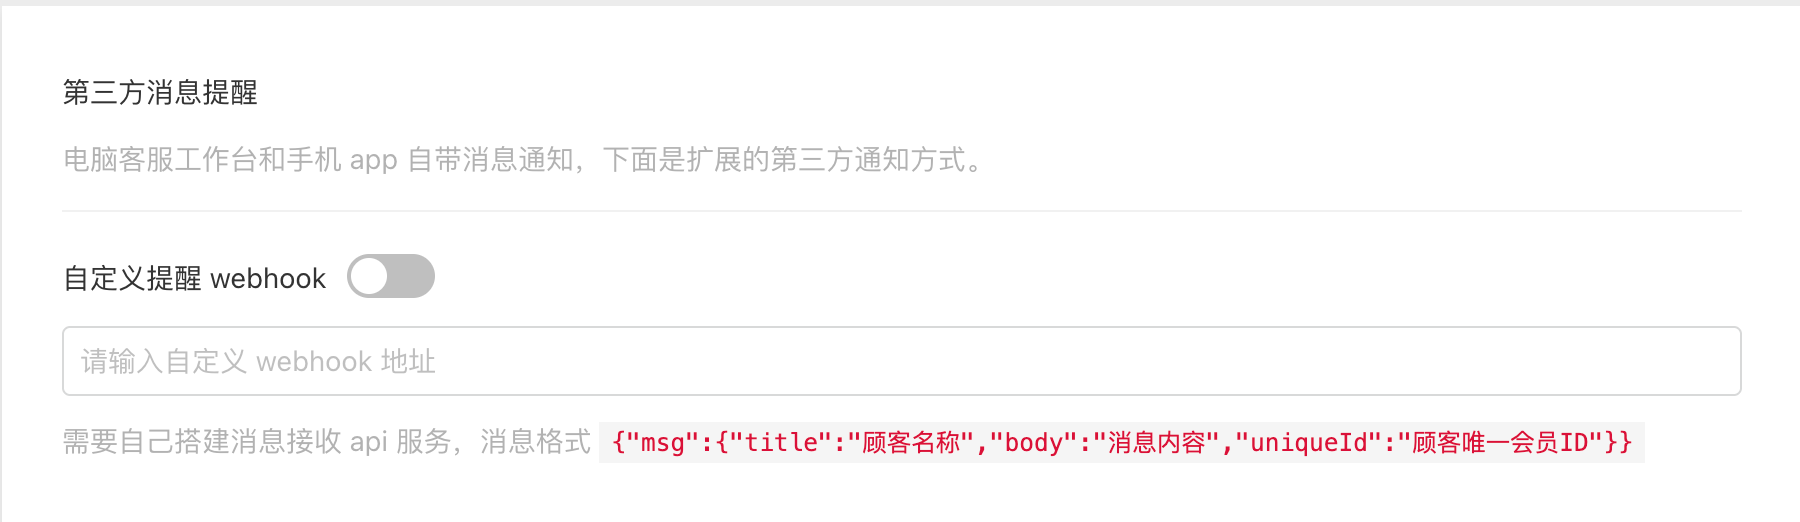 第三方消息提醒
电脑客服工作台和手机 app 自带消息通知，下面是扩展的第三方通知方式。
自定义提醒 webhook
请输入自定义 webhook 地址
需要自己搭建消息接收 api 服务，消息格式 {"msg":{"title":"顾客名称","body":"消息内容","uniqueId":"顾客唯一会员ID"}}